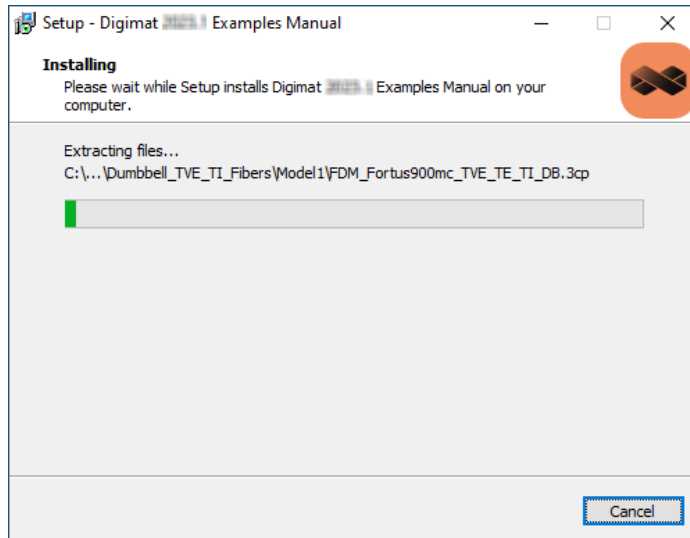 Setup - Digimat Examples Manual
Installing
Please wait while Setup installs Digimat Examples Manual on your
computer.
Extracting files...
C:\...\Dumbbell_TVE_TI_Fibers\Model1\FDM_Fortus900mc_TVE_TE_TI_DB.3cp
Cancel